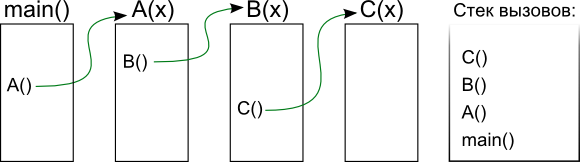 main() A(x) B(x) C(x) Стек вызовов:
A()
B()
C()
C()
B()
A()
main()